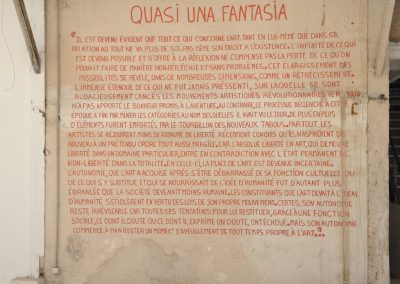 QUASI UNA FANTASIA
"IL EST DEVENU ÉVIDENT QUE TOUT CE QUI CONCERNE L'ART, TANT EN LUI-MÊME QUE DANS SA
RELATION AU TOUT NE VA PLUS DE SOI, PAS MÊME SON DROIT À L'EXISTENCE. L'INFINITÉ DE CE QUI
EST DEVENU POSSIBLE ET S'OFFRE À LA RÉFLEXION NE COMPENSE PAS LA PERTE DE CE QU'ON
POUVAIT FAIRE DE MANIÈRE NON-RÉFLÉCHIE ET SANS PROBLÈMES. CET ÉLARGISSEMENT DES
POSSIBILITÉS SE RÉVÈLE, DANS DE NOMBREUSES DIMENSIONS, COMME UN RÉTRÉCISSEMENT.
L'IMMENSE ÉTENDUE DE CE QUI NE FUT JAMAIS PRESSENTI, SUR LAQUELLE SE SONT
AUDACIEUSEMENT LANCÉS LES MOUVEMENTS ARTISTIQUES RÉVOLUTIONNAIRES VERS 1910,
N'A PAS APPORTÉ LE BONHEUR PROMIS À L'AVENTURE. AU CONTRAIRE, LE PROCESSUS DÉCLENCHÉ À CETTE
ÉPOQUE A FINI PAR MINER LES CATÉGORIES AU NOM DESQUELLES IL AVAIT VU LE JOUR. DE PLUS EN PLUS
D'ÉLÉMENTS FURENT EMPORTÉS PAR LE TOURBILLON DES NOUVEAUX TABOUS. PARTOUT, LES
ARTISTES SE RÉJOUIRENT MOINS DU ROYAUME DE LIBERTÉ RÉCEMMENT CONQUIS QU'ILS N'ASPIRÈRENT DE
NOUVEAU À UN PRÉTENDU ORDRE TOUT AUSSI FRAGILE. CAR L'ABSOLUE LIBERTÉ EN ART, QUI DEMEURE
LIBERTÉ DANS UN DOMAINE PARTICULIER, ENTRE EN CONTRADICTION AVEC L'ÉTAT PERMANENT DE
NON-LIBERTÉ DANS LA TOTALITÉ. EN CELLE-CI, LA PLACE DE L'ART EST DEVENUE INCERTAINE.
L'AUTONOMIE, QUE L'ART A ACQUISE APRÈS S'ÊTRE DÉBARRASSÉ DE SA FONCTION CULTUELLE OU
DE CE QUI S'Y SUBSTITUE, ET QUI SE NOURRISSAIT DE L'IDÉE D'HUMANITÉ FUT D'AUTANT PLUS
ÉBRANLÉE QUE LA SOCIÉTÉ DEVENAIT MOINS HUMAINE. LES CONSTITUANTS QUE L'ART DEVAIT À L'IDÉAL
D'HUMANITÉ S'ÉTIOLÈRENT EN VERTU DES LOIS DE SON PROPRE MOUVEMENT. CERTES, SON AUTONOMIE
RESTE IRRÉVOCABLE CAR TOUTES LES TENTATIVES POUR LUI RESTITUER, GRÂCE À UNE FONCTION
SOCIALE, CE DONT IL DOUTE OU CE DONT IL EXPRIME UN DOUTE, ONT ÉCHOUÉ. MAIS SON AUTONOMIE
COMMENCE À MANIFESTER UN MOMENT D'AVEUGLEMENT DE TOUT TEMPS PROPRE À L'ART..."